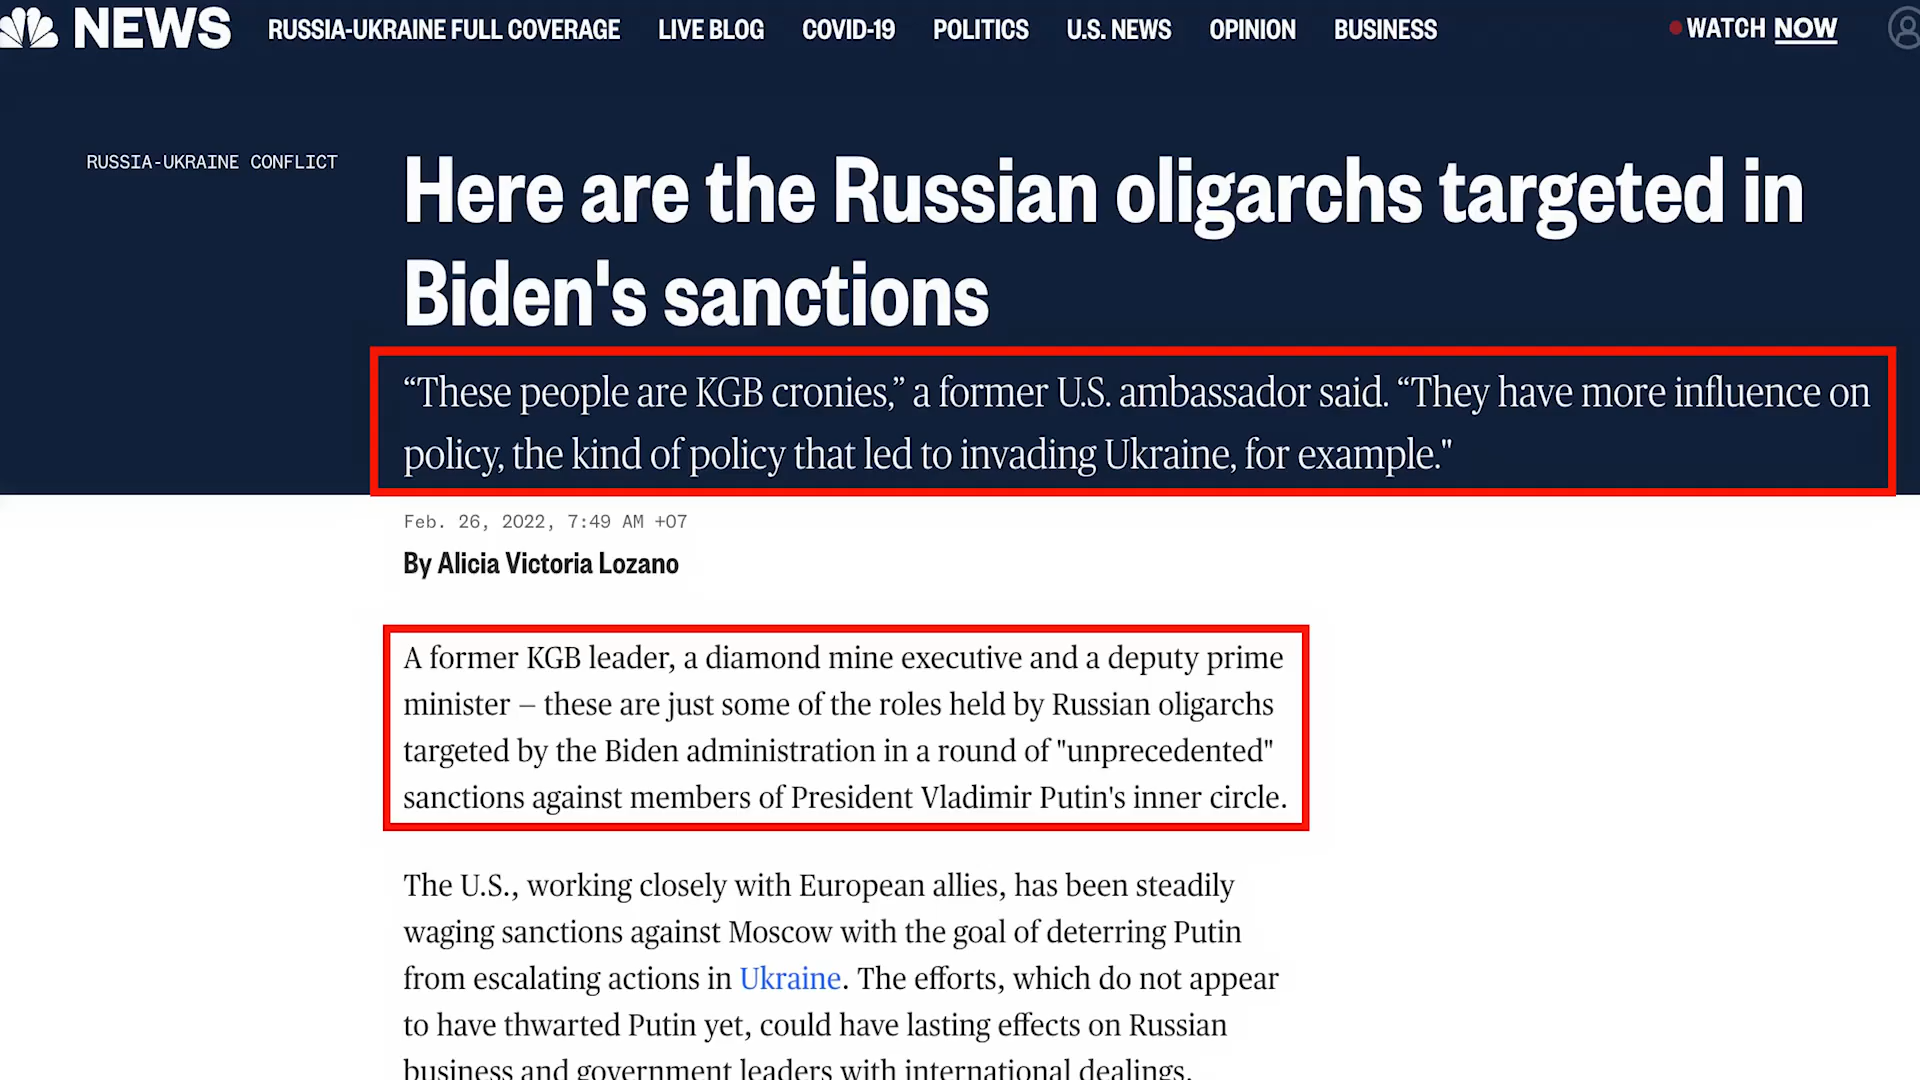 NEWS RUSSIA-UKRAINE FULL COVERAGE LIVE BLOG COVID-19 POLITICS U.S. NEWS OPINION BUSINESS WATCH NOW
RUSSIA-UKRAINE CONFLICT
Here are the Russian oligarchs targeted in
Biden's sanctions
“These people are KGB cronies,” a former U.S. ambassador said. “They have more influence on
policy, the kind of policy that led to invading Ukraine, for example."
Feb. 26, 2022, 7:49 AM +07
By Alicia Victoria Lozano
A former KGB leader, a diamond mine executive and a deputy prime
minister — these are just some of the roles held by Russian oligarchs
targeted by the Biden administration in a round of "unprecedented"
sanctions against members of President Vladimir Putin's inner circle.
The U.S., working closely with European allies, has been steadily
waging sanctions against Moscow with the goal of deterring Putin
from escalating actions in Ukraine. The efforts, which do not appear
to have thwarted Putin yet, could have lasting effects on Russian
business and government leaders with international dealings.